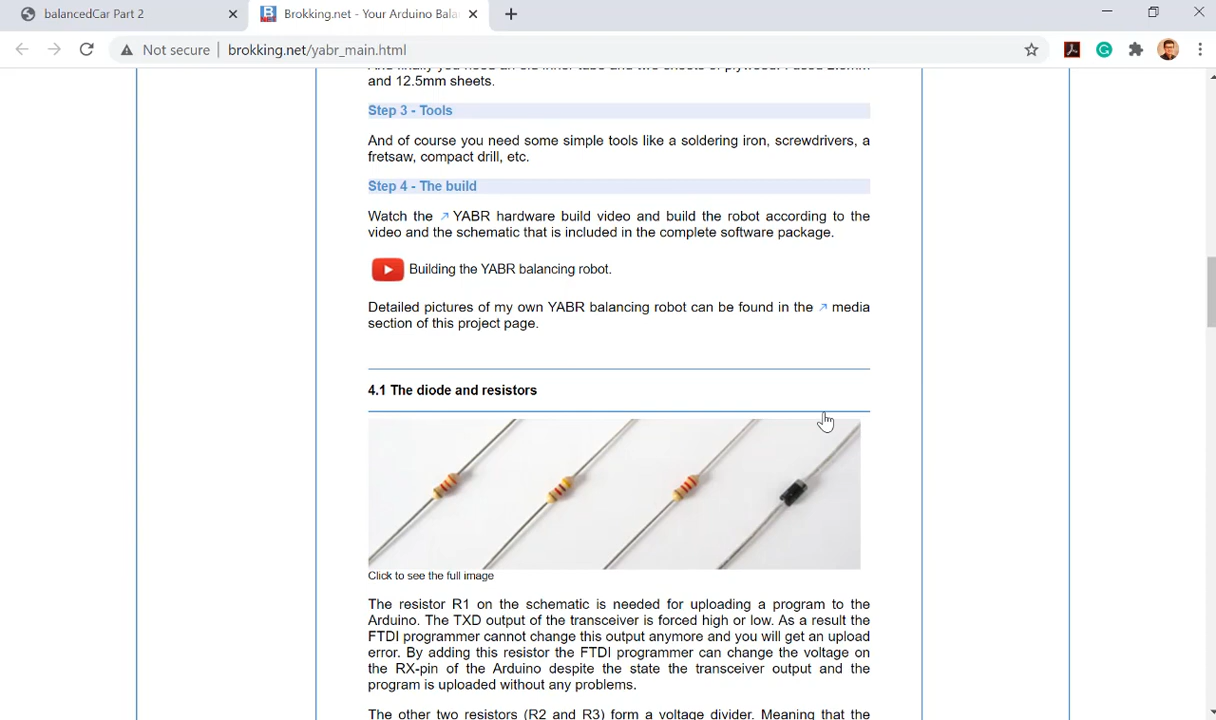 balancedCar Part 2
Brokking.net - Your Arduino Bala
Not secure
brokking.net/yabr_main.html
and 12.5mm sheets.
Step 3 - Tools
And of course you need some simple tools like a soldering iron, screwdrivers, a
fretsaw, compact drill, etc.
Step 4 - The build
Watch the YABR hardware build video and build the robot according to the
video and the schematic that is included in the complete software package.
Building the YABR balancing robot.
Detailed pictures of my own YABR balancing robot can be found in the media
section of this project page.
4.1 The diode and resistors
Click to see the full image
The resistor R1 on the schematic is needed for uploading a program to the
Arduino. The TXD output of the transceiver is forced high or low. As a result the
FTDI programmer cannot change this output anymore and you will get an upload
error. By adding this resistor the FTDI programmer can change the voltage on
the RX-pin of the Arduino despite the state the transceiver output and the
program is uploaded without any problems.
The other two resistors (R2 and R3) form a voltage divider. Meaning that the